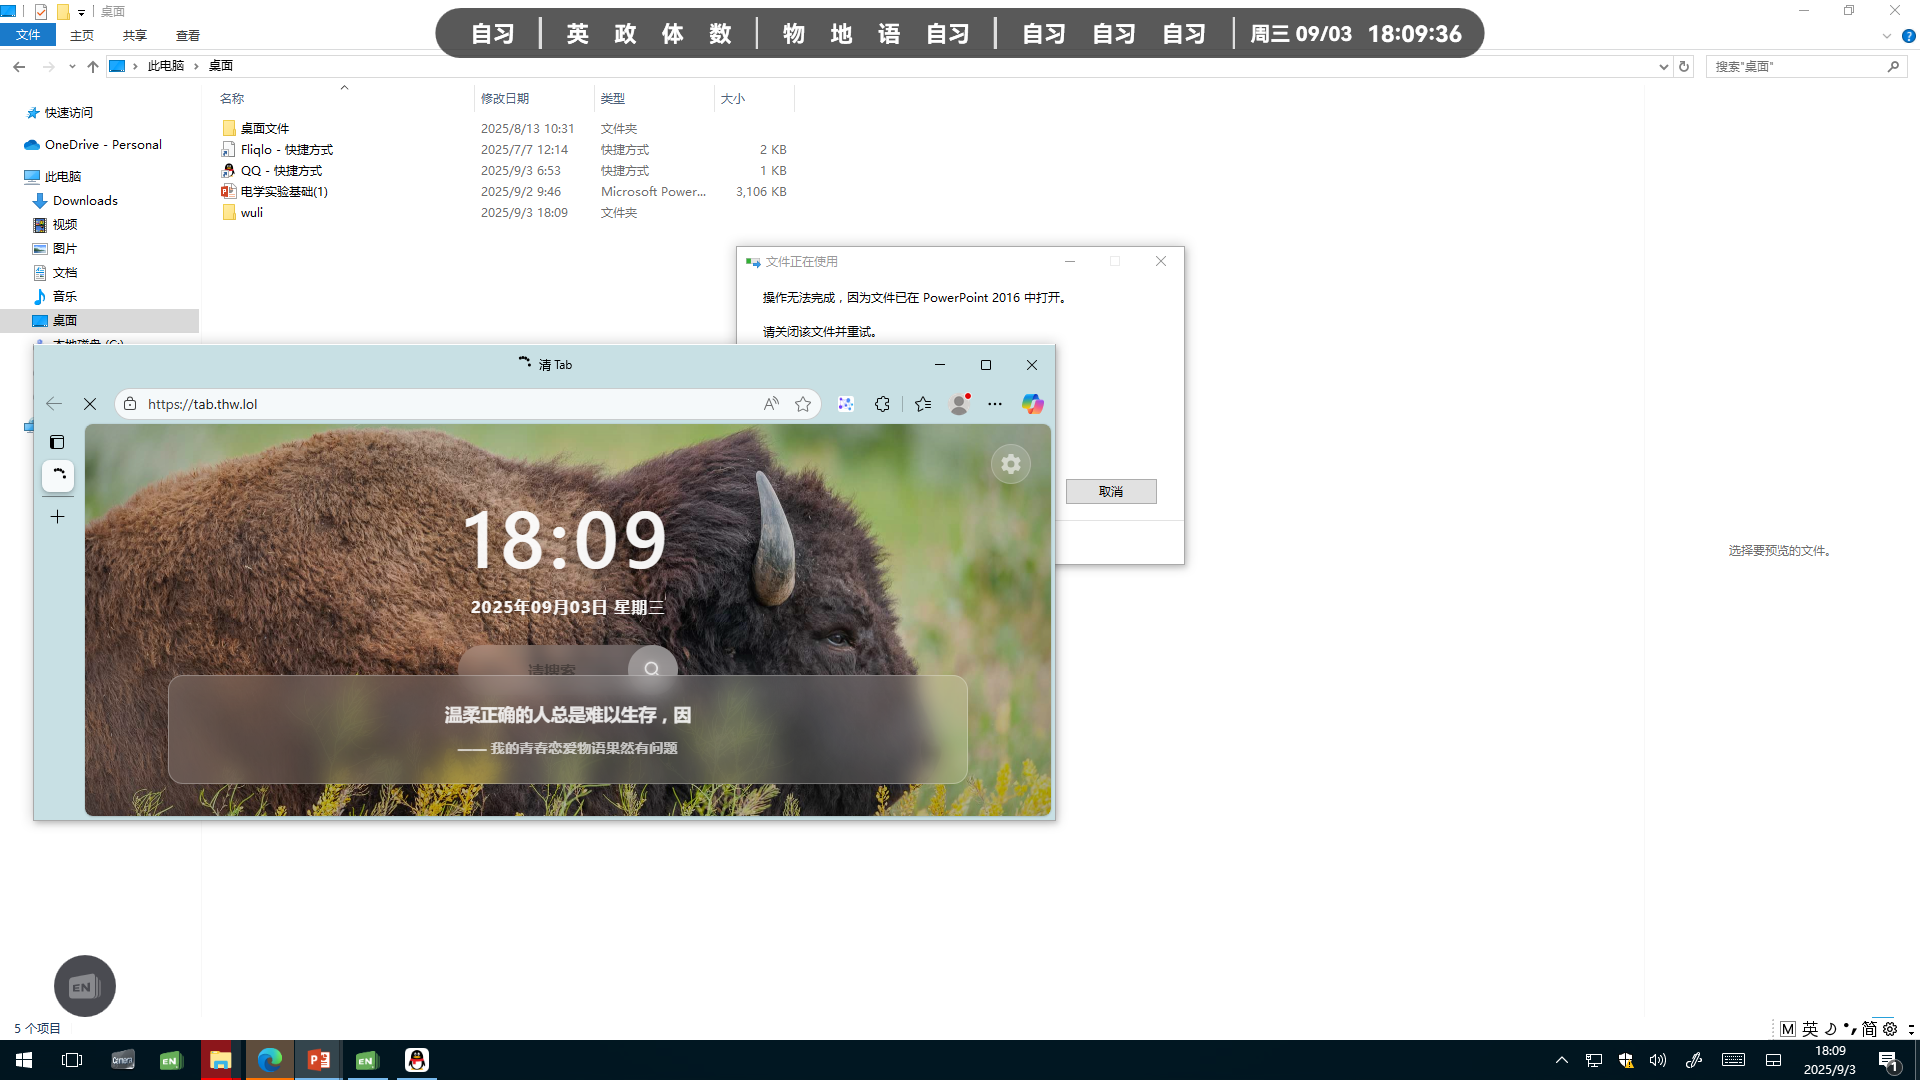 桌面
自习 英 政 体 数 物 地 语 自习 自习 自习 自习 周三 09/03 18:09:36
文件 主页 共享 查看
此电脑 桌面
搜索"桌面"
名称 修改日期 类型 大小
快速访问
OneDrive - Personal
此电脑
Downloads
视频
图片
文档
音乐
桌面
桌面文件 2025/8/13 10:31 文件夹
Fliqlo - 快捷方式 2025/7/7 12:14 快捷方式 2 KB
QQ - 快捷方式 2025/9/3 6:53 快捷方式 1 KB
电学实验基础(1) 2025/9/2 9:46 Microsoft Power... 3,106 KB
wuli 2025/9/3 18:09 文件夹
文件正在使用
操作无法完成，因为文件已在 PowerPoint 2016 中打开。
请关闭该文件并重试。
取消
清 Tab
https://tab.thw.lol
18:09
2025年09月03日 星期三
请搜索
温柔正确的人总是难以生存，因
—— 我的青春恋爱物语果然有问题
选择要预览的文件。
EN
5 个项目
M 英 简
EN EN
18:09
2025/9/3
1